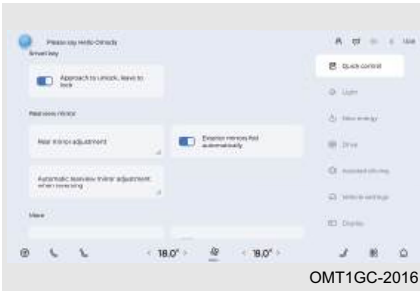 Please say Hello Omoda
Smart key
Approach to unlock, leave to
lock
Rearview mirror
Rear mirror adjustment
Exterior mirrors fold
automatically
Automatic rearview mirror adjustment
when reversing
More
Quick control
Light
New energy
Drive
Assisted driving
Vehicle settings
Display
< 18.0° >
< 18.0° >
OMT1GC-2016